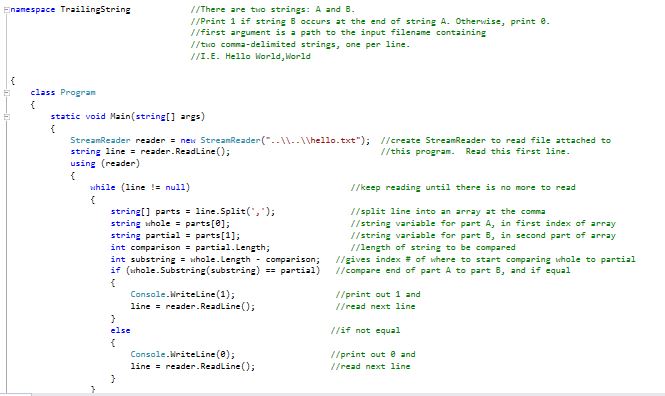 namespace TrailingString //There are two strings: A and B.
//Print 1 if string B occurs at the end of string A. Otherwise, print 0.
//first argument is a path to the input filename containing
//two comma-delimited strings, one per line.
//I.E. Hello World,World
{
class Program
{
static void Main(string[] args)
{
StreamReader reader = new StreamReader("..\\..\\hello.txt"); //create StreamReader to read file attached to
string line = reader.ReadLine(); //this program. Read this first line.
using (reader)
{
while (line != null) //keep reading until there is no more to read
{
string[] parts = line.Split(','); //split line into an array at the comma
string whole = parts[0]; //string variable for part A, in first index of array
string partial = parts[1]; //string variable for part B, in second part of array
int comparison = partial.Length; //length of string to be compared
int substring = whole.Length - comparison; //gives index # of where to start comparing whole to partial
if (whole.Substring(substring) == partial) //compare end of part A to part B, and if equal
{
Console.WriteLine(1); //print out 1 and
line = reader.ReadLine(); //read next line
}
else //if not equal
{
Console.WriteLine(0); //print out 0 and
line = reader.ReadLine(); //read next line
}
}